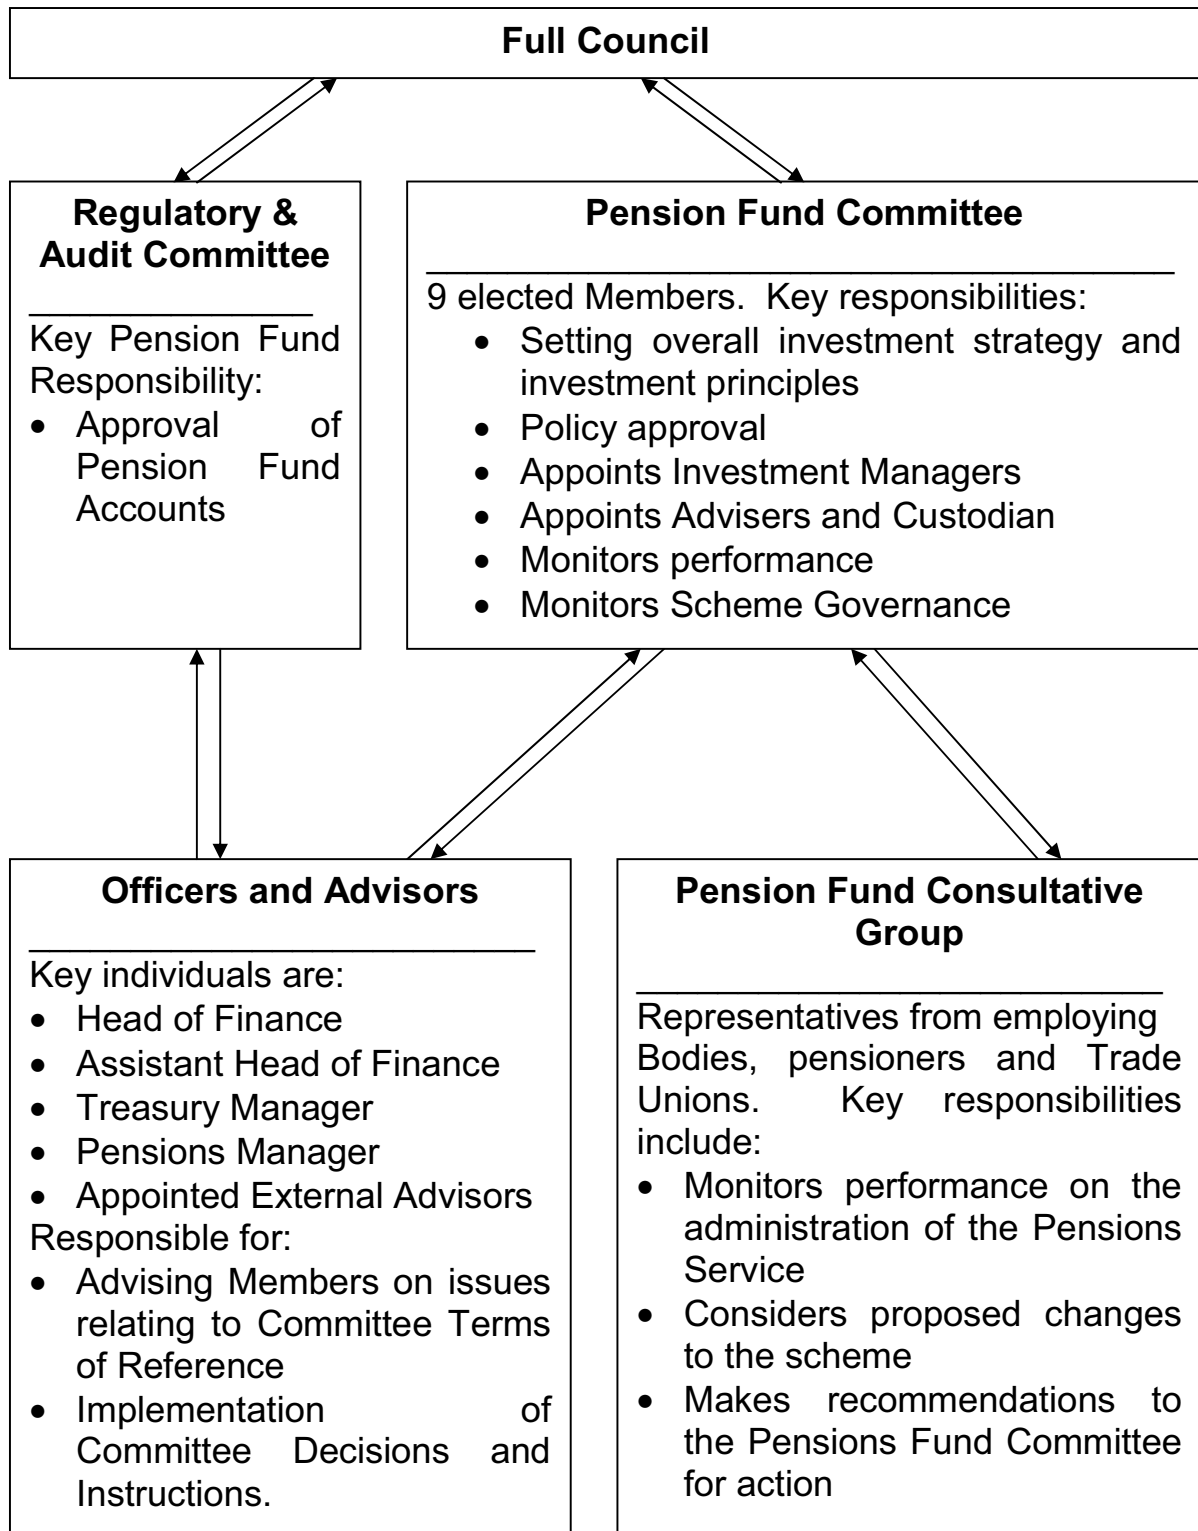 Full Council
Regulatory &
Audit Committee
Key Pension Fund
Responsibility:
• Approval of
Pension Fund
Accounts
Pension Fund Committee
9 elected Members. Key responsibilities:
• Setting overall investment strategy and
investment principles
• Policy approval
• Appoints Investment Managers
• Appoints Advisers and Custodian
• Monitors performance
• Monitors Scheme Governance
Officers and Advisors
Key individuals are:
• Head of Finance
• Assistant Head of Finance
• Treasury Manager
• Pensions Manager
• Appointed External Advisors
Responsible for:
• Advising Members on issues
relating to Committee Terms
of Reference
• Implementation of
Committee Decisions and
Instructions.
Pension Fund Consultative
Group
Representatives from employing
Bodies, pensioners and Trade
Unions. Key responsibilities
include:
• Monitors performance on the
administration of the Pensions
Service
• Considers proposed changes
to the scheme
• Makes recommendations to
the Pensions Fund Committee
for action